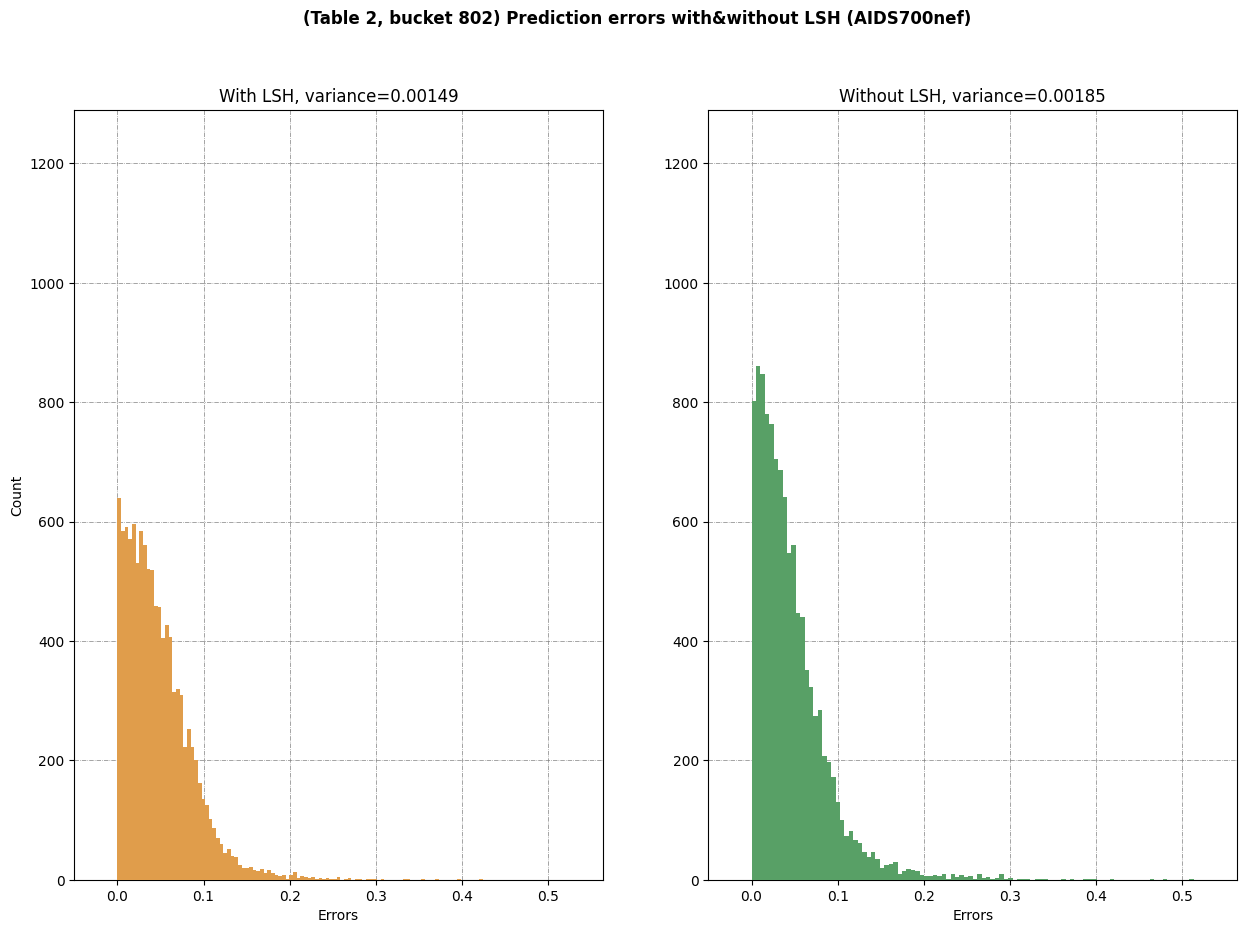 (Table 2, bucket 802) Prediction errors with&without LSH (AIDS700nef)
With LSH, variance=0.00149
1200
1000
800
600
400
200
0
Count
0.0 0.1 0.2 0.3 0.4 0.5
Errors
Without LSH, variance=0.00185
1200
1000
800
600
400
200
0
0.0 0.1 0.2 0.3 0.4 0.5
Errors